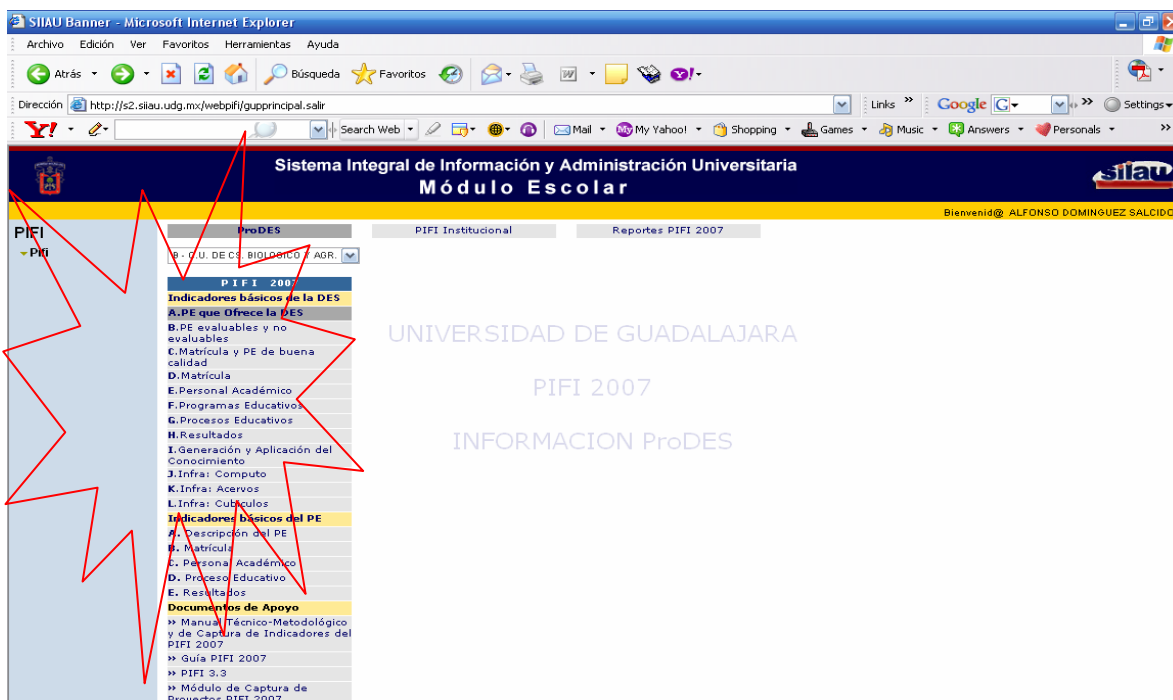 SIIAU Banner - Microsoft Internet Explorer
Archivo Edición Ver Favoritos Herramientas Ayuda
Atrás Búsqueda Favoritos
Dirección http://s2.siiau.udg.mx/webpifi/gupprincipal.salir Links » Google G Settings
Y! Search Web Mail My Yahoo! Shopping Games Music Answers Personals »
Sistema Integral de Información y Administración Universitaria
Módulo Escolar
siiau
Bienvenid@ ALFONSO DOMINGUEZ SALCIDO
PIFI
Pifi
ProDES PIFI Institucional Reportes PIFI 2007
C.U. DE CS. BIOLOGICO Y AGR.
PIFI 2007
Indicadores básicos de la DES
A.PE que Ofrece la DES
B.PE evaluables y no
evaluables
C.Matrícula y PE de buena
calidad
D.Matrícula
E.Personal Académico
F.Programas Educativos
G.Procesos Educativos
H.Resultados
I.Generación y Aplicación del
Conocimiento
J.Infra: Computo
K.Infra: Acervos
L.Infra: Cubículos
Indicadores básicos del PE
A. Descripción del PE
B. Matrícula
C. Personal Académico
D. Proceso Educativo
E. Resultados
Documentos de Apoyo
» Manual Técnico-Metodológico
y de Captura de Indicadores del
PIFI 2007
» Guía PIFI 2007
» PIFI 3.3
» Módulo de Captura de
Proyectos PIFI 2007
UNIVERSIDAD DE GUADALAJARA
PIFI 2007
INFORMACION ProDES